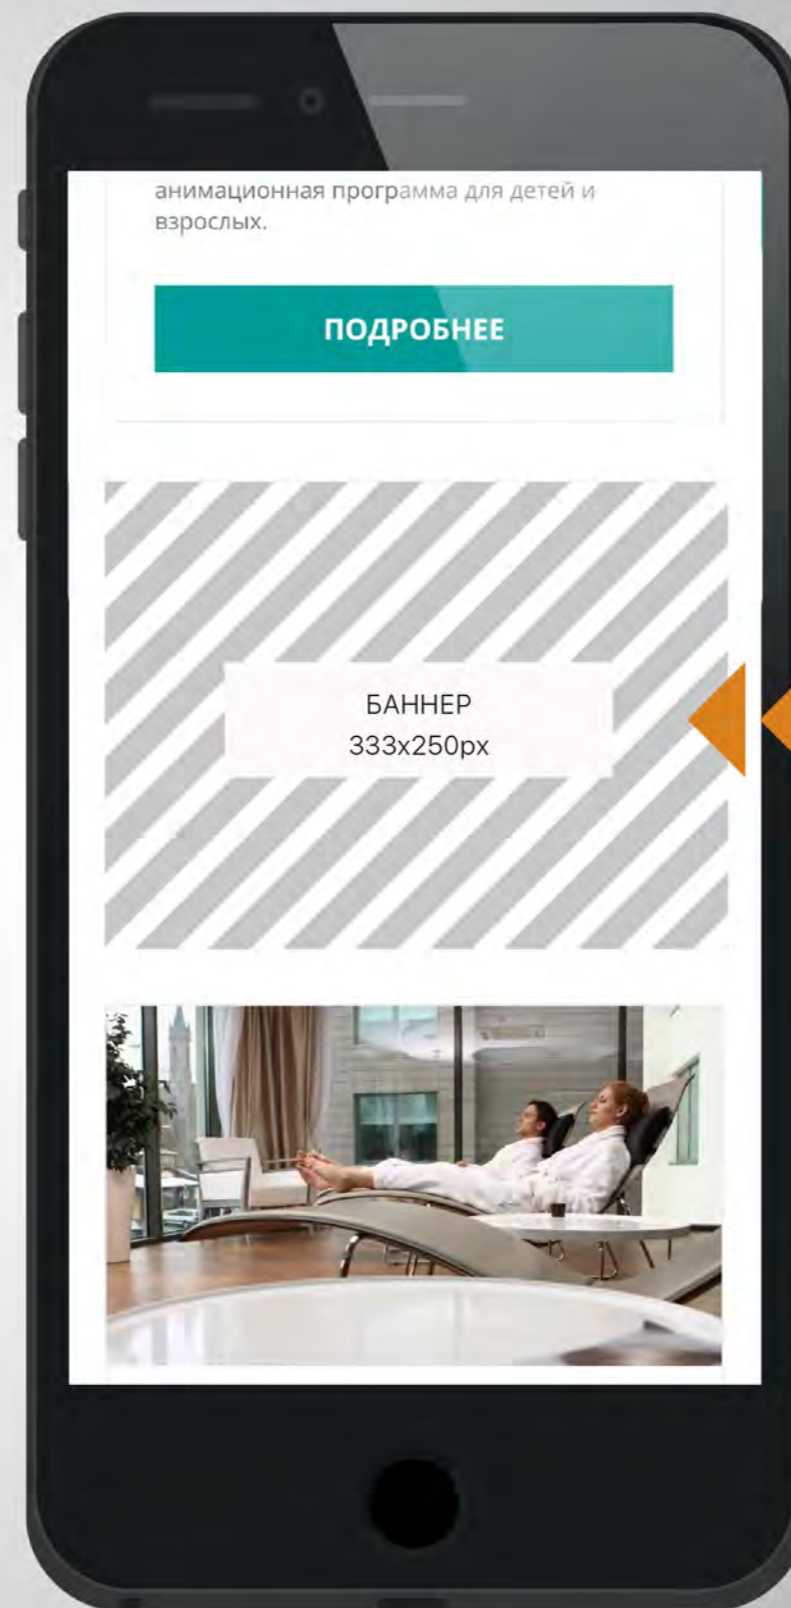 анимационная программа для детей и
взрослых.
ПОДРОБНЕЕ
БАННЕР
333x250px